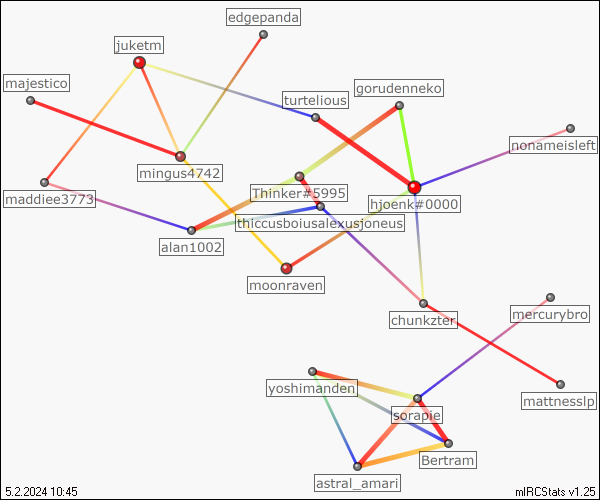 edgepanda
juketm
majestico
gorudenneko
turtelious
nonameisleft
mingus4742
Thinker#5995
maddiee3773
hjoenk#0000
thiccusboiusalexusjoneus
alan1002
moonraven
chunkzter
mercurybro
yoshimanden
mattnesslp
sorapie
Bertram
astral_amari
5.2.2024 10:45
mIRCStats v1.25